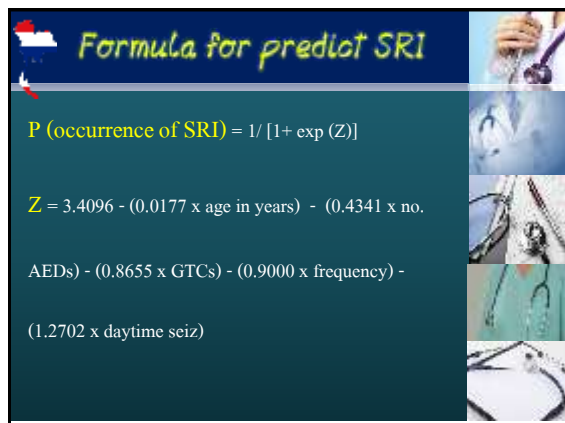 Formula for predict SRI
P (occurrence of SRI) = 1/ [1+ exp (Z)]
Z = 3.4096 - (0.0177 x age in years) - (0.4341 x no.
AEDs) - (0.8655 x GTCs) - (0.9000 x frequency) -
(1.2702 x daytime seiz)